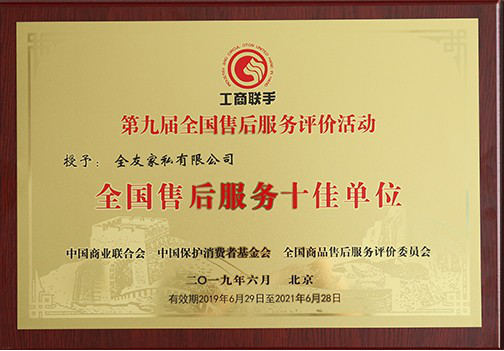 工商联手
第九届全国售后服务评价活动
授予：全友家私有限公司
全国售后服务十佳单位
中国商业联合会 中国保护消费者基金会 全国商品售后服务评价委员会
二〇一九年六月 北京
有效期2019年6月29日至2021年6月28日